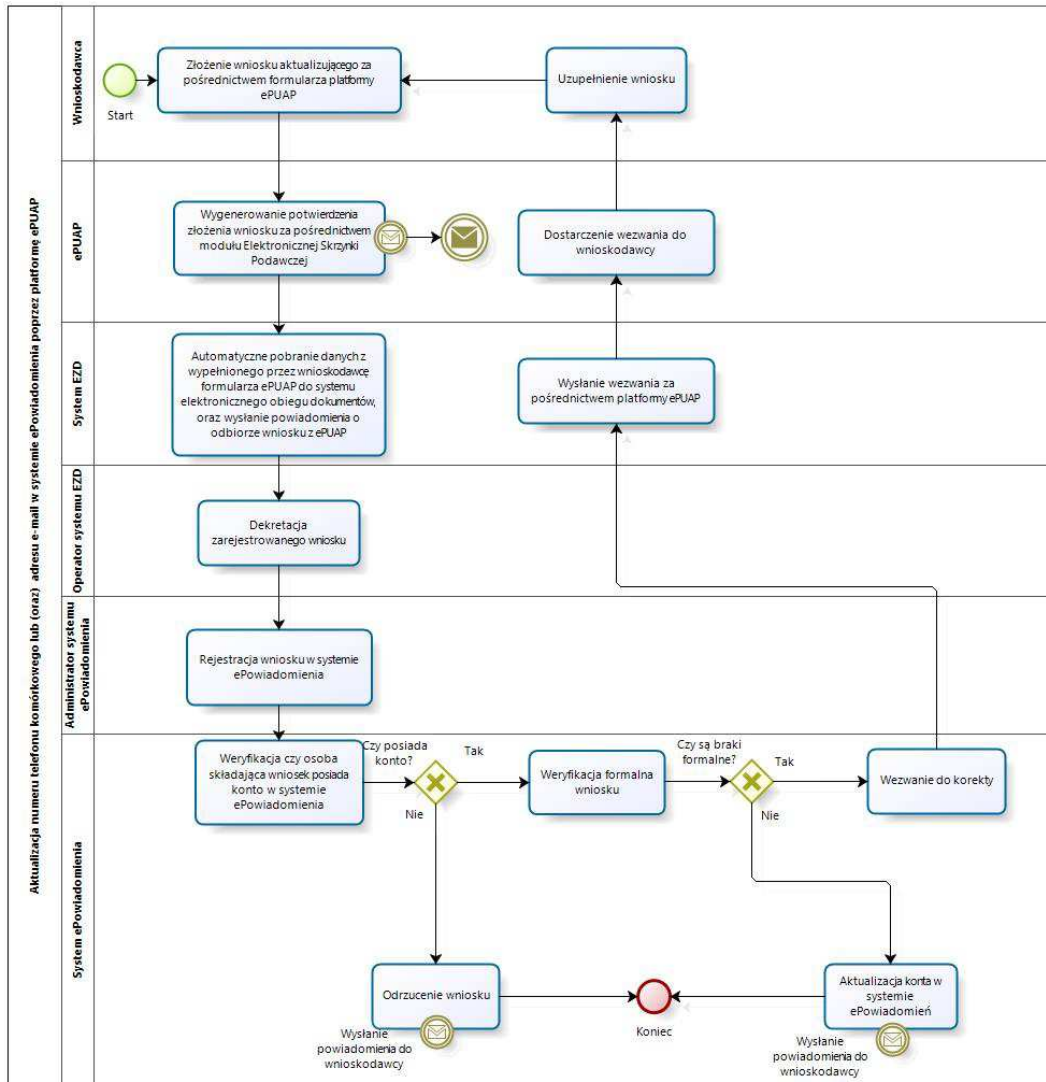 Aktualizacja numeru telefonu komórkowego lub (oraz) adresu e-mail w systemie ePowiadomienia poprzez platformę ePUAP
Wnioskodawca
Start
Złożenie wniosku aktualizującego za
pośrednictwem formularza platformy
ePUAP
Uzupełnienie wniosku
ePUAP
Wygenerowanie potwierdzenia
złożenia wniosku za pośrednictwem
modułu Elektronicznej Skrzynki
Podawczej
Dostarczenie wezwania do
wnioskodawcy
System EZD
Automatyczne pobranie danych z
wypełnionego przez wnioskodawcę
formularza ePUAP do systemu
elektronicznego obiegu dokumentów,
oraz wysłanie powiadomienia o
odbiorze wniosku z ePUAP
Wysłanie wezwania za
pośrednictwem platformy ePUAP
Operator systemu EZD
Dekretacja
zarejestrowanego wniosku
Administrator systemu
ePowiadomienia
Rejestracja wniosku w systemie
ePowiadomienia
System ePowiadomienia
Weryfikacja czy osoba
składająca wniosek posiada
konto w systemie
ePowiadomienia
Czy posiada
konto?
Tak
Nie
Weryfikacja formalna
wniosku
Czy są braki
formalne?
Tak
Nie
Wezwanie do korekty
Odrzucenie wniosku
Wysłanie
powiadomienia do
wnioskodawcy
Koniec
Aktualizacja konta w
systemie
ePowiadomień
Wysłanie
powiadomienia do
wnioskodawcy